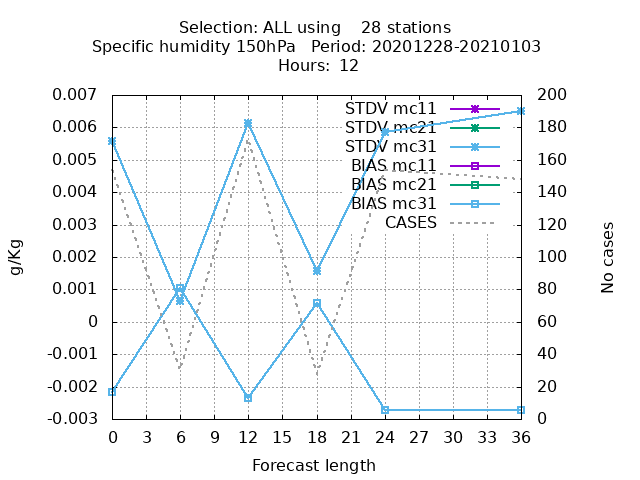 Selection: ALL using    28 stations
Specific humidity 150hPa   Period: 20201228-20210103
Hours: 12
STDV mc11
STDV mc21
STDV mc31
BIAS mc11
BIAS mc21
BIAS mc31
CASES
0.007
0.006
0.005
0.004
0.003
0.002
0.001
0
-0.001
-0.002
-0.003
g/Kg
200
180
160
140
120
100
80
60
40
20
0
No cases
0 3 6 9 12 15 18 21 24 27 30 33 36
Forecast length